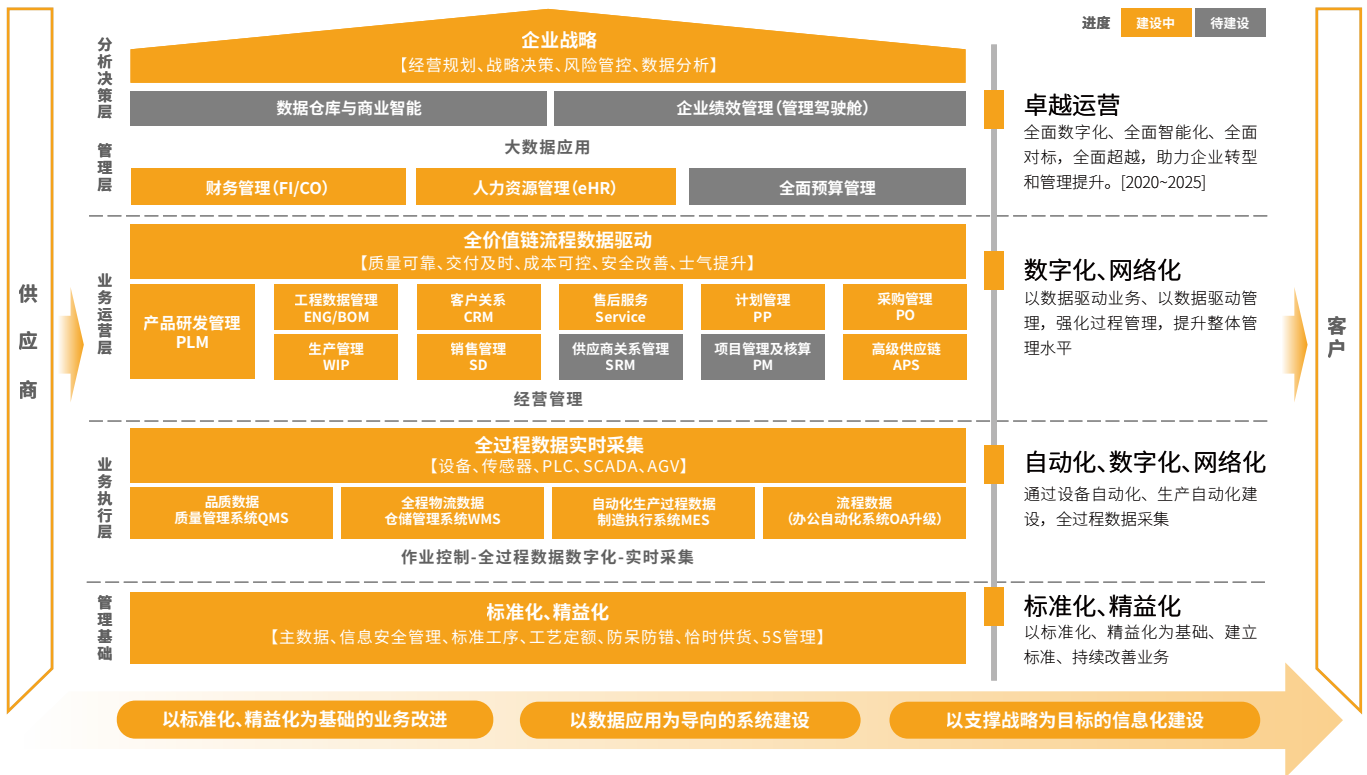 进度
建设中
待建设
供
应
商
分析决策层
企业战略
【经营规划、战略决策、风险管控、数据分析】
数据仓库与商业智能
企业绩效管理(管理驾驶舱)
大数据应用
管理层
财务管理(FI/CO)
人力资源管理(eHR)
全面预算管理
卓越运营
全面数字化、全面智能化、全面
对标，全面超越，助力企业转型
和管理提升。[2020~2025]
业务运营层
全价值链流程数据驱动
【质量可靠、交付及时、成本可控、安全改善、士气提升】
产品研发管理
PLM
工程数据管理
ENG/BOM
客户关系
CRM
售后服务
Service
计划管理
PP
采购管理
PO
生产管理
WIP
销售管理
SD
供应商关系管理
SRM
项目管理及核算
PM
高级供应链
APS
经营管理
数字化、网络化
以数据驱动业务、以数据驱动管
理，强化过程管理，提升整体管
理水平
客
户
业务执行层
全过程数据实时采集
【设备、传感器、PLC、SCADA、AGV】
品质数据
质量管理系统QMS
全程物流数据
仓储管理系统WMS
自动化生产过程数据
制造执行系统MES
流程数据
(办公自动化系统OA升级)
作业控制-全过程数据数字化-实时采集
自动化、数字化、网络化
通过设备自动化、生产自动化建
设，全过程数据采集
管理基础
标准化、精益化
【主数据、信息安全管理、标准工序、工艺定额、防呆防错、恰时供货、5S管理】
标准化、精益化
以标准化、精益化为基础、建立
标准、持续改善业务
以标准化、精益化为基础的业务改进
以数据应用为导向的系统建设
以支撑战略为目标的信息化建设